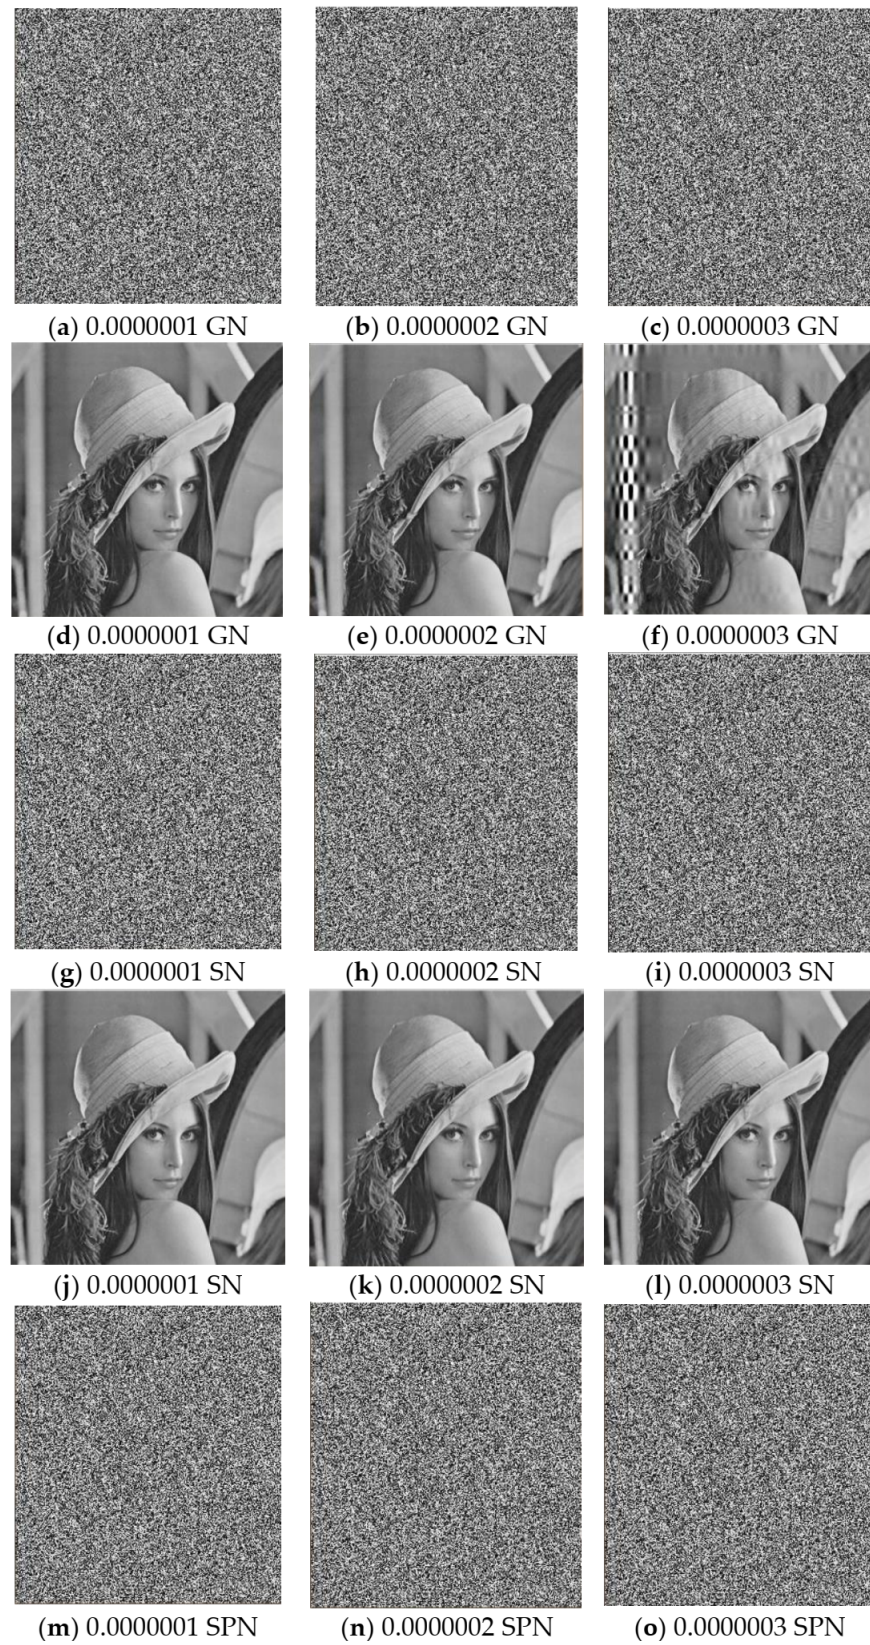 (a) 0.0000001 GN (b) 0.0000002 GN (c) 0.0000003 GN
(d) 0.0000001 GN (e) 0.0000002 GN (f) 0.0000003 GN
(g) 0.0000001 SN (h) 0.0000002 SN (i) 0.0000003 SN
(j) 0.0000001 SN (k) 0.0000002 SN (l) 0.0000003 SN
(m) 0.0000001 SPN (n) 0.0000002 SPN (o) 0.0000003 SPN